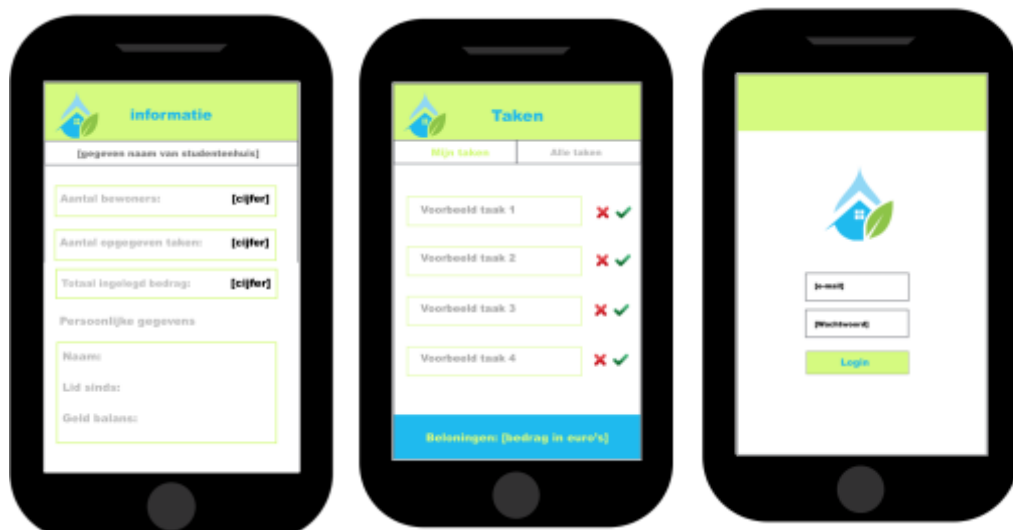 informatie
[gegeven naam van studentenhuis]
Aantal bewoners: [cijfer]
Aantal opgegeven taken: [cijfer]
Totaal ingelegd bedrag: [cijfer]
Persoonlijke gegevens
Naam:
Lid sinds:
Geld balans:
Taken
Mijn taken Alle taken
Voorbeeld taak 1
Voorbeeld taak 2
Voorbeeld taak 3
Voorbeeld taak 4
Beloningen: [bedrag in euro's]
[e-mail]
[Wachtwoord]
Login